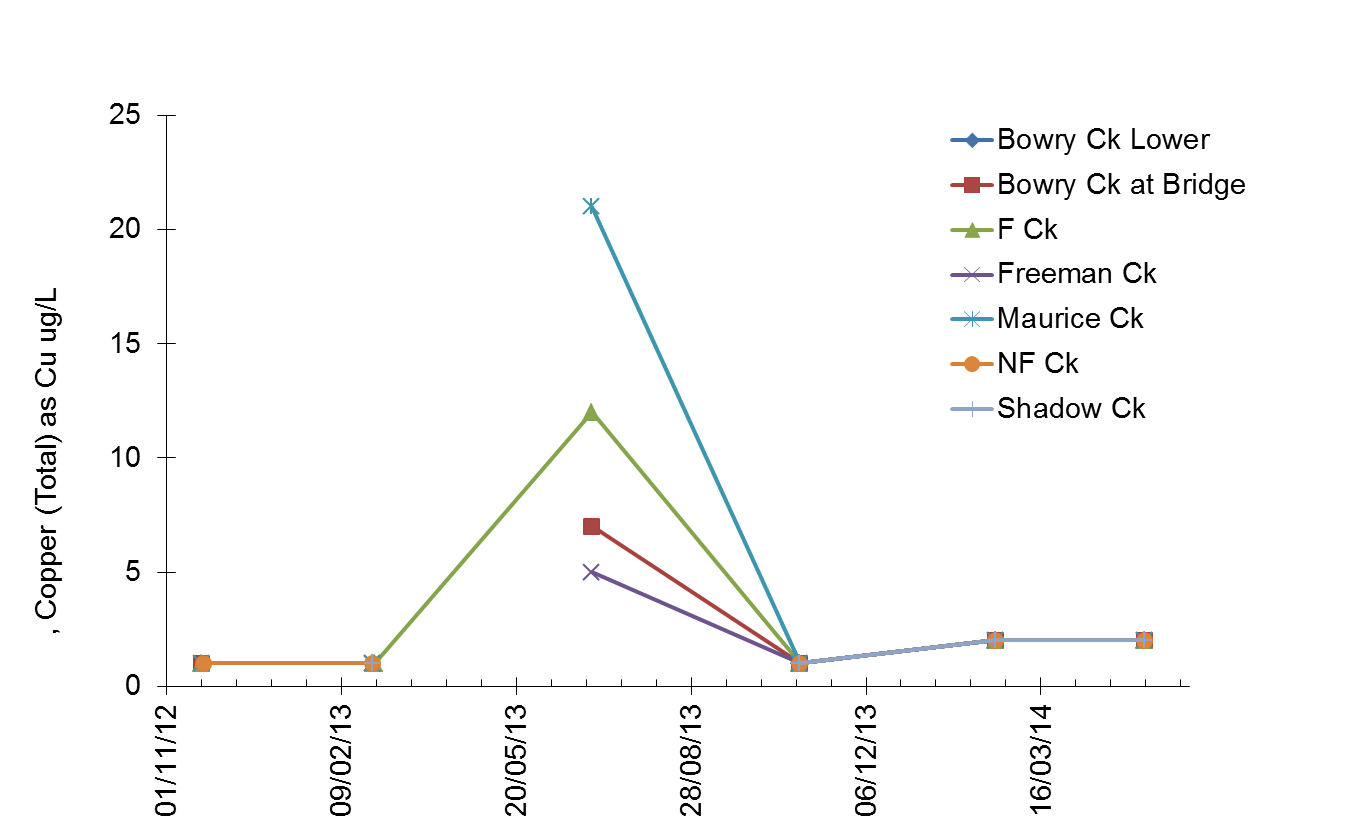 25
20
15
10
5
0
, Copper (Total) as Cu ug/L
01/11/12
09/02/13
20/05/13
28/08/13
06/12/13
16/03/14
Bowry Ck Lower
Bowry Ck at Bridge
F Ck
Freeman Ck
Maurice Ck
NF Ck
Shadow Ck